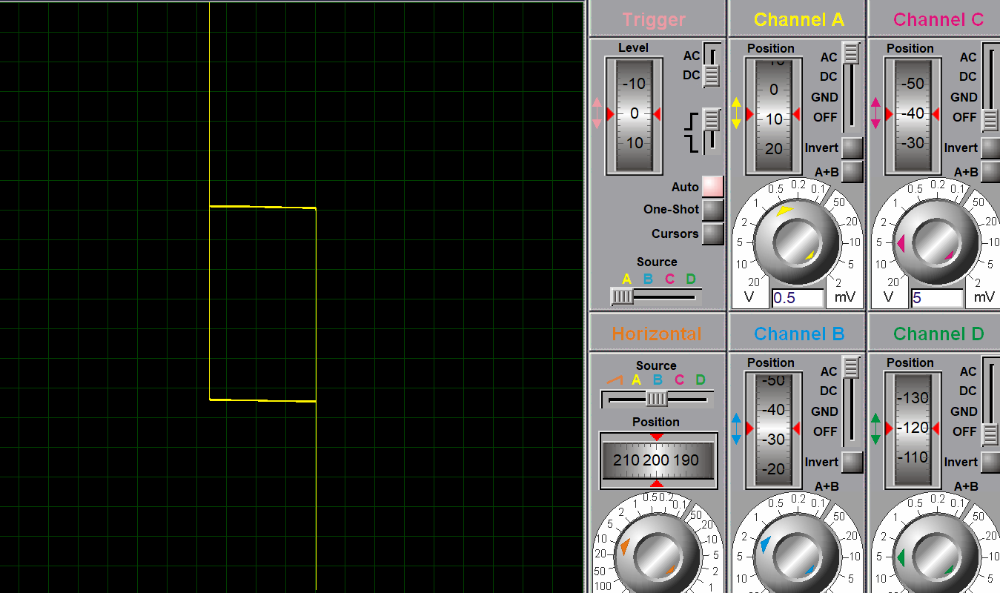 Trigger
Level
AC
DC
-10
0
10
Auto
One-Shot
Cursors
Source
A B C D
Channel A
Position
0
10
20
AC
DC
GND
OFF
Invert
A+B
20 10 5 2 1 0.5 0.2 0.1 50 20 10 5 2
V 0.5 mV
Channel C
Position
-50
-40
-30
AC
DC
GND
OFF
Invert
A+B
20 10 5 2 1 0.5 0.2 0.1 50 20 10 5 2
V 5 mV
Horizontal
Source
A B C D
Position
210 200 190
100 50 20 10 5 2 1 0.5 0.2 0.1 50 20 10 5 2 1
Channel B
Position
-50
-40
-30
-20
AC
DC
GND
OFF
Invert
A+B
10 5 2 1 0.5 0.2 0.1 50 20 10 5
Channel D
Position
-130
-120
-110
AC
DC
GND
OFF
Invert
A+B
10 5 2 1 0.5 0.2 0.1 50 20 10 5